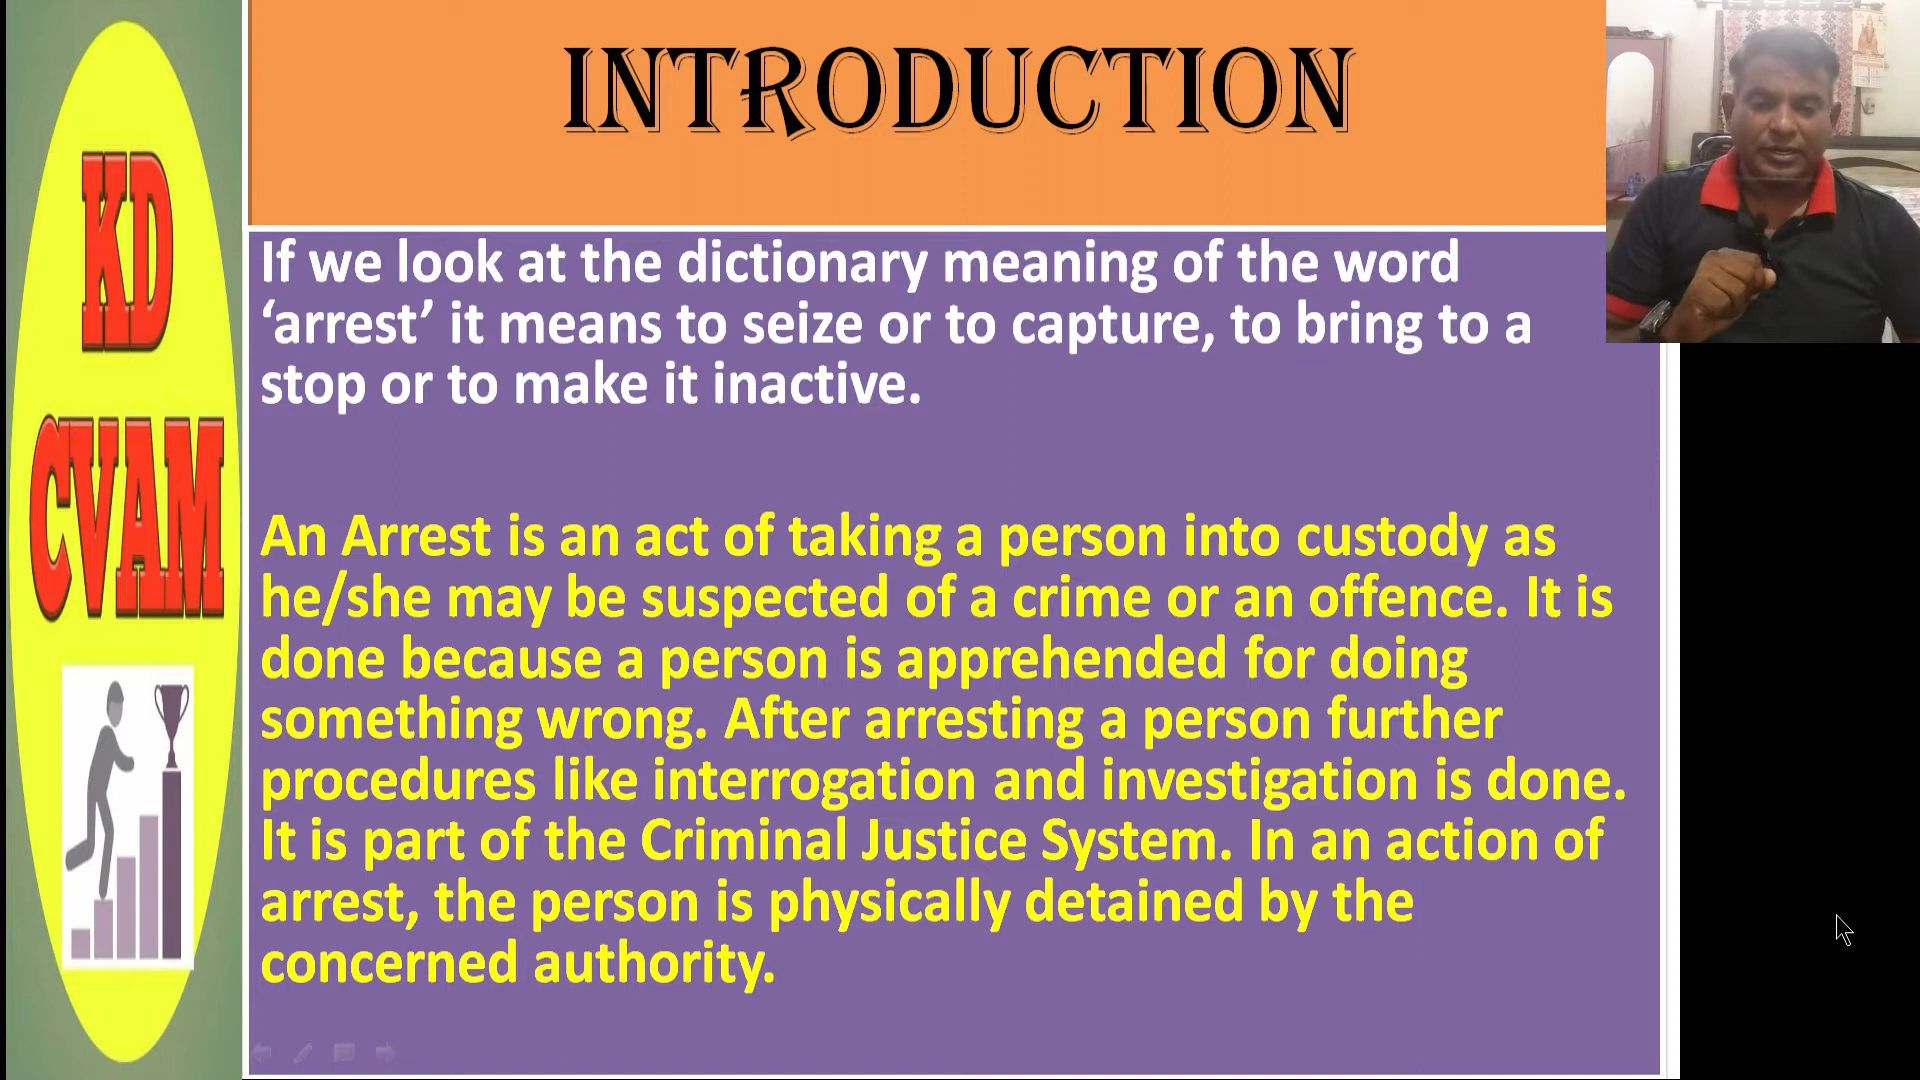 KD
CVAM
INTRODUCTION
If we look at the dictionary meaning of the word
‘arrest’ it means to seize or to capture, to bring to a
stop or to make it inactive.
An Arrest is an act of taking a person into custody as
he/she may be suspected of a crime or an offence. It is
done because a person is apprehended for doing
something wrong. After arresting a person further
procedures like interrogation and investigation is done.
It is part of the Criminal Justice System. In an action of
arrest, the person is physically detained by the
concerned authority.